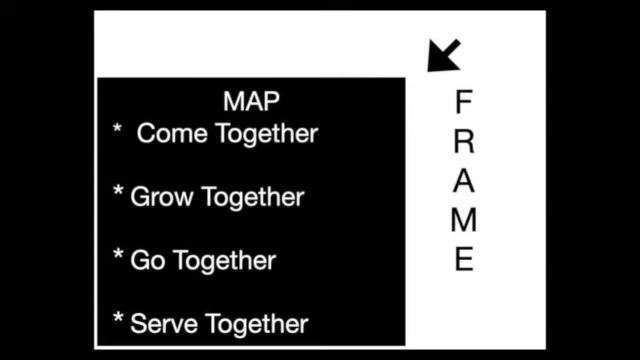 MAP
* Come Together
* Grow Together
* Go Together
* Serve Together
F
R
A
M
E